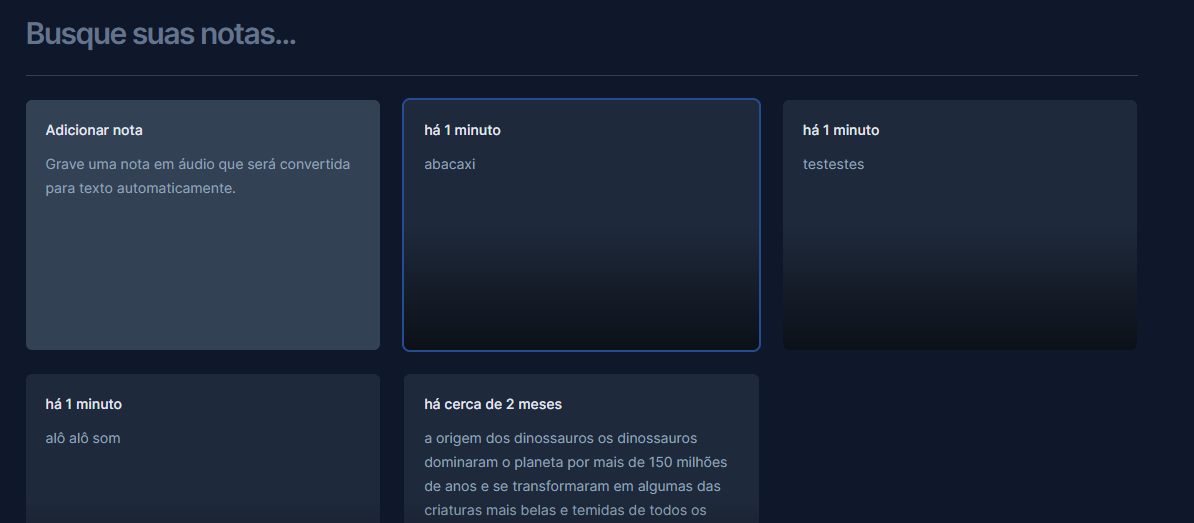 Busque suas notas...
Adicionar nota
Grave uma nota em áudio que será convertida
para texto automaticamente.
há 1 minuto
abacaxi
há 1 minuto
testestes
há 1 minuto
alô alô som
há cerca de 2 meses
a origem dos dinossauros os dinossauros
dominaram o planeta por mais de 150 milhões
de anos e se transformaram em algumas das
criaturas mais belas e temidas de todos os